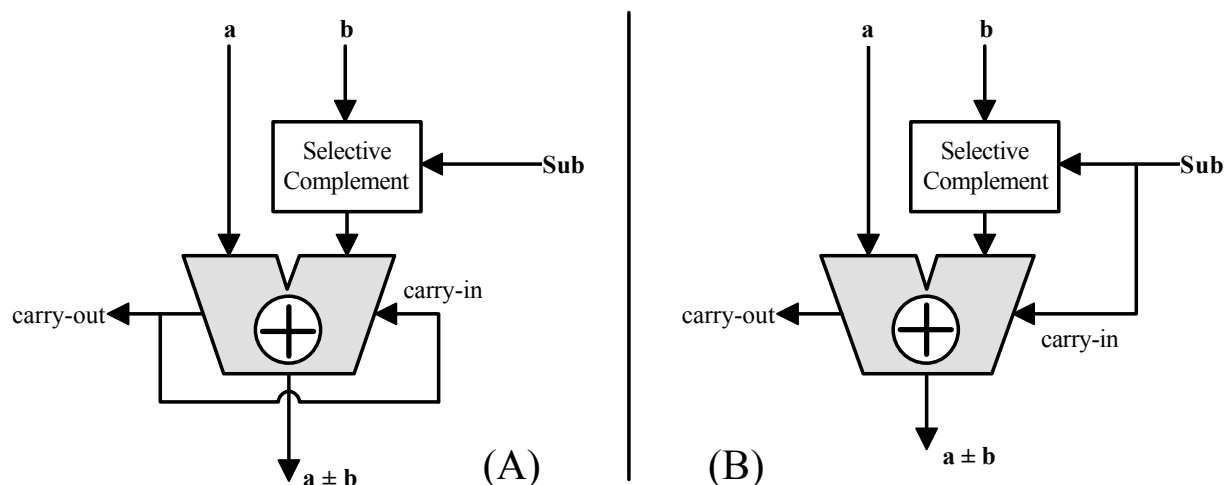 a
b
Selective
Complement
Sub
carry-in
carry-out
a ± b
(A)
a
b
Selective
Complement
Sub
carry-out
carry-in
a ± b
(B)